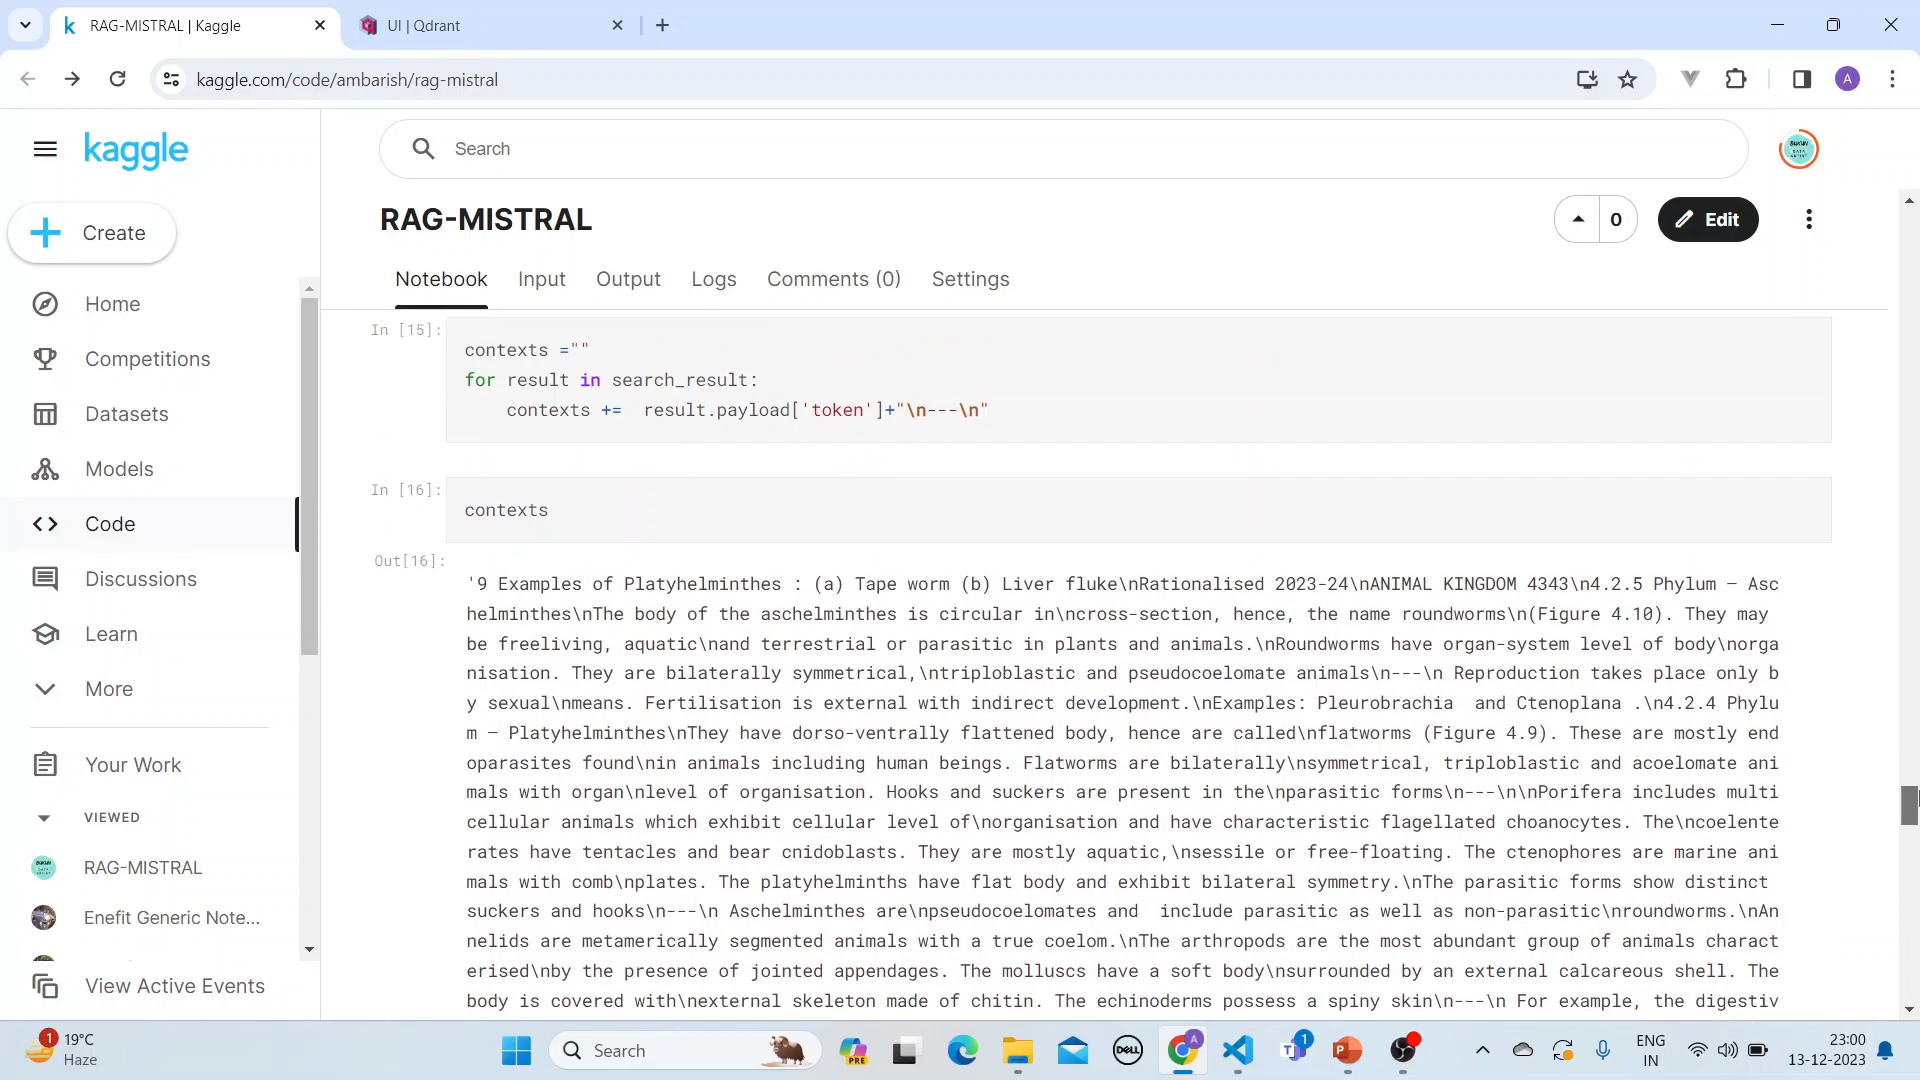 RAG-MISTRAL | Kaggle
UI | Qdrant
kaggle.com/code/ambarish/rag-mistral
A
kaggle
Search
Create
RAG-MISTRAL
0
Edit
Notebook
Input
Output
Logs
Comments (0)
Settings
Home
Competitions
Datasets
Models
Code
Discussions
Learn
More
Your Work
VIEWED
RAG-MISTRAL
Enefit Generic Note...
View Active Events
In [15]:
contexts =""
for result in search_result:
contexts += result.payload['token']+"\n---\n"
In [16]:
contexts
Out[16]:
'9 Examples of Platyhelminthes : (a) Tape worm (b) Liver fluke\nRationalised 2023-24\nANIMAL KINGDOM 4343\n4.2.5 Phylum – Asc
helminthes\nThe body of the aschelminthes is circular in\ncross-section, hence, the name roundworms\n(Figure 4.10). They may
be freeliving, aquatic\nand terrestrial or parasitic in plants and animals.\nRoundworms have organ-system level of body\norga
nisation. They are bilaterally symmetrical,\ntriploblastic and pseudocoelomate animals\n---\n Reproduction takes place only b
y sexual\nmeans. Fertilisation is external with indirect development.\nExamples: Pleurobrachia  and Ctenoplana .\n4.2.4 Phylu
m – Platyhelminthes\nThey have dorso-ventrally flattened body, hence are called\nflatworms (Figure 4.9). These are mostly end
oparasites found\nin animals including human beings. Flatworms are bilaterally\nsymmetrical, triploblastic and acoelomate ani
mals with organ\nlevel of organisation. Hooks and suckers are present in the\nparasitic forms\n---\n\nPorifera includes multi
cellular animals which exhibit cellular level of\norganisation and have characteristic flagellated choanocytes. The\ncoelente
rates have tentacles and bear cnidoblasts. They are mostly aquatic,\nsessile or free-floating. The ctenophores are marine ani
mals with comb\nplates. The platyhelminths have flat body and exhibit bilateral symmetry.\nThe parasitic forms show distinct
suckers and hooks\n---\n Aschelminthes are\npseudocoelomates and  include parasitic as well as non-parasitic\nroundworms.\nAn
nelids are metamerically segmented animals with a true coelom.\nThe arthropods are the most abundant group of animals charact
erised\nby the presence of jointed appendages. The molluscs have a soft body\nsurrounded by an external calcareous shell. The
body is covered with\nexternal skeleton made of chitin. The echinoderms possess a spiny skin\n---\n For example, the digestiv
1
19°C
Haze
Search
PRE
DELL
A
1
ENG
IN
23:00
13-12-2023